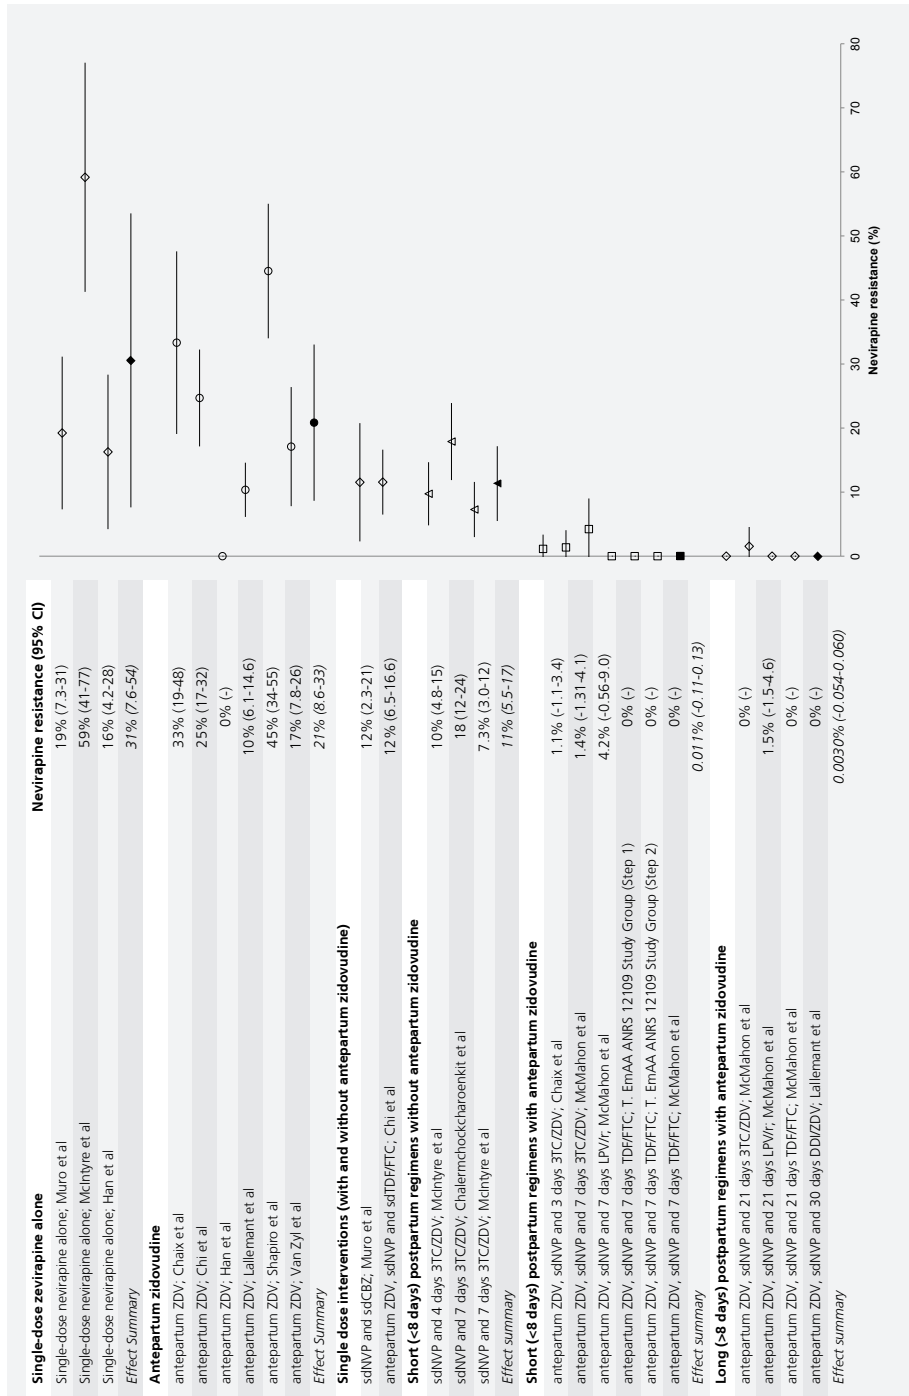 Nevirapine resistance (95% CI)
Single-dose zevirapine alone
Single-dose nevirapine alone; Muro et al 19% (7.3-31)
Single-dose nevirapine alone; McIntyre et al 59% (41-77)
Single-dose nevirapine alone; Han et al 16% (4.2-28)
Effect Summary 31% (7.6-54)
Antepartum zidovudine
antepartum ZDV; Chaix et al 33% (19-48)
antepartum ZDV; Chi et al 25% (17-32)
antepartum ZDV; Han et al 0% (-)
antepartum ZDV; Lallemant et al 10% (6.1-14.6)
antepartum ZDV; Shapiro et al 45% (34-55)
antepartum ZDV; Van Zyl et al 17% (7.8-26)
Effect Summary 21% (8.6-33)
Single dose interventions (with and without antepartum zidovudine)
sdNVP and sdCBZ; Muro et al 12% (2.3-21)
antepartum ZDV, sdNVP and sdTDF/FTC; Chi et al 12% (6.5-16.6)
Short (<8 days) postpartum regimens without antepartum zidovudine
sdNVP and 4 days 3TC/ZDV; McIntyre et al 10% (4.8-15)
sdNVP and 7 days 3TC/ZDV; Chalermchockcharoenkit et al 18 (12-24)
sdNVP and 7 days 3TC/ZDV; McIntyre et al 7.3% (3.0-12)
Effect summary 11% (5.5-17)
Short (<8 days) postpartum regimens with antepartum zidovudine
antepartum ZDV, sdNVP and 3 days 3TC/ZDV; Chaix et al 1.1% (-1.1-3.4)
antepartum ZDV, sdNVP and 7 days 3TC/ZDV; McMahon et al 1.4% (-1.31-4.1)
antepartum ZDV, sdNVP and 7 days LPV/r; McMahon et al 4.2% (-0.56-9.0)
antepartum ZDV, sdNVP and 7 days TDF/FTC; T. EmAA ANRS 12109 Study Group (Step 1) 0% (-)
antepartum ZDV, sdNVP and 7 days TDF/FTC; T. EmAA ANRS 12109 Study Group (Step 2) 0% (-)
antepartum ZDV, sdNVP and 7 days TDF/FTC; McMahon et al 0% (-)
Effect summary 0.011% (-0.11-0.13)
Long (>8 days) postpartum regimens with antepartum zidovudine
antepartum ZDV, sdNVP and 21 days 3TC/ZDV; McMahon et al 0% (-)
antepartum ZDV, sdNVP and 21 days LPV/r; McMahon et al 1.5% (-1.5-4.6)
antepartum ZDV, sdNVP and 21 days TDF/FTC; McMahon et al 0% (-)
antepartum ZDV, sdNVP and 30 days DDI/ZDV; Lallemant et al 0% (-)
Effect summary 0.0030% (-0.054-0.060)
0 10 20 30 40 50 60 70 80
Nevirapine resistance (%)